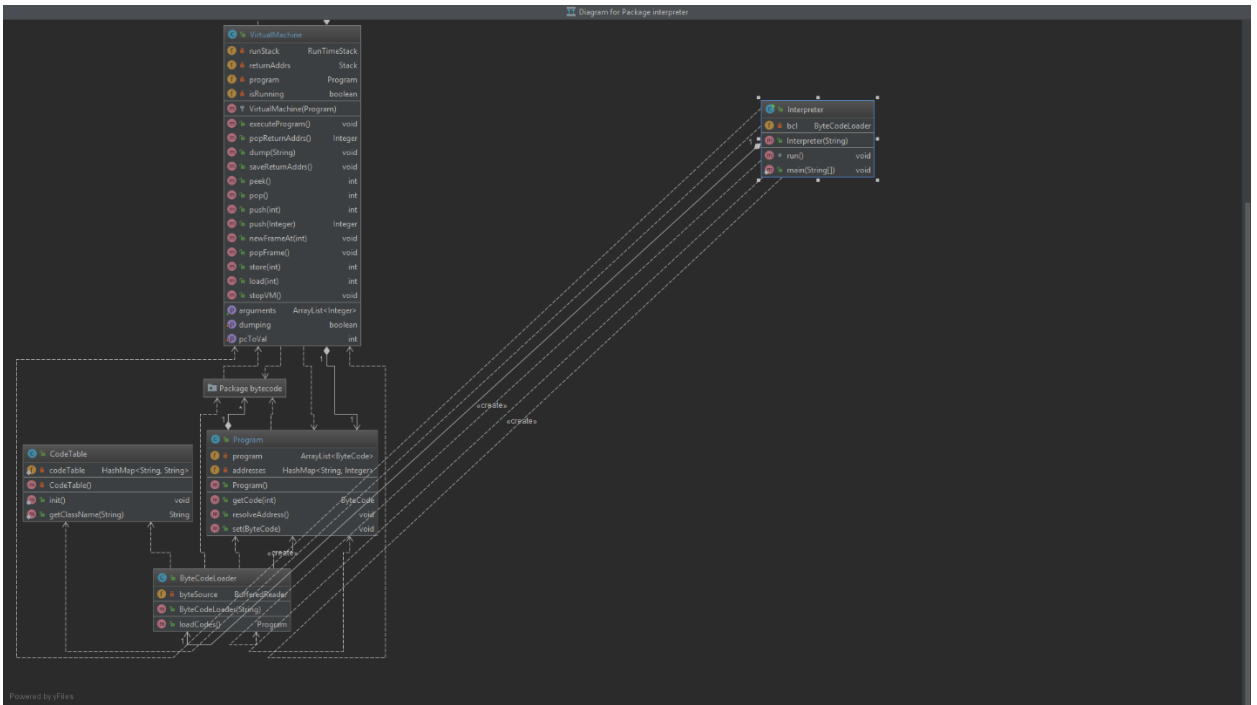 Diagram for Package interpreter
VirtualMachine
runStack RunTimeStack
returnAddrs Stack
program Program
isRunning boolean
VirtualMachine(Program)
executeProgram() void
popReturnAddrs() Integer
dump(String) void
saveReturnAddrs() void
peek() int
pop() int
push(int) int
push(Integer) Integer
newFrameAt(int) void
popFrame() void
store(int) int
load(int) int
stopVM() void
arguments ArrayList<Integer>
dumping boolean
pcToVal int
Interpreter
bcl ByteCodeLoader
1
Interpreter(String)
run() void
main(String[]) void
1
Package bytecode
*
1
1
«create»
«create»
Program
program ArrayList<ByteCode>
addresses HashMap<String, Integer>
Program()
getCode(int) ByteCode
resolveAddress() void
set(ByteCode) void
CodeTable
codeTable HashMap<String, String>
CodeTable()
init() void
getClassName(String) String
«create»
ByteCodeLoader
byteSource BufferedReader
ByteCodeLoader(String)
loadCodes() Program
1
Powered by yFiles